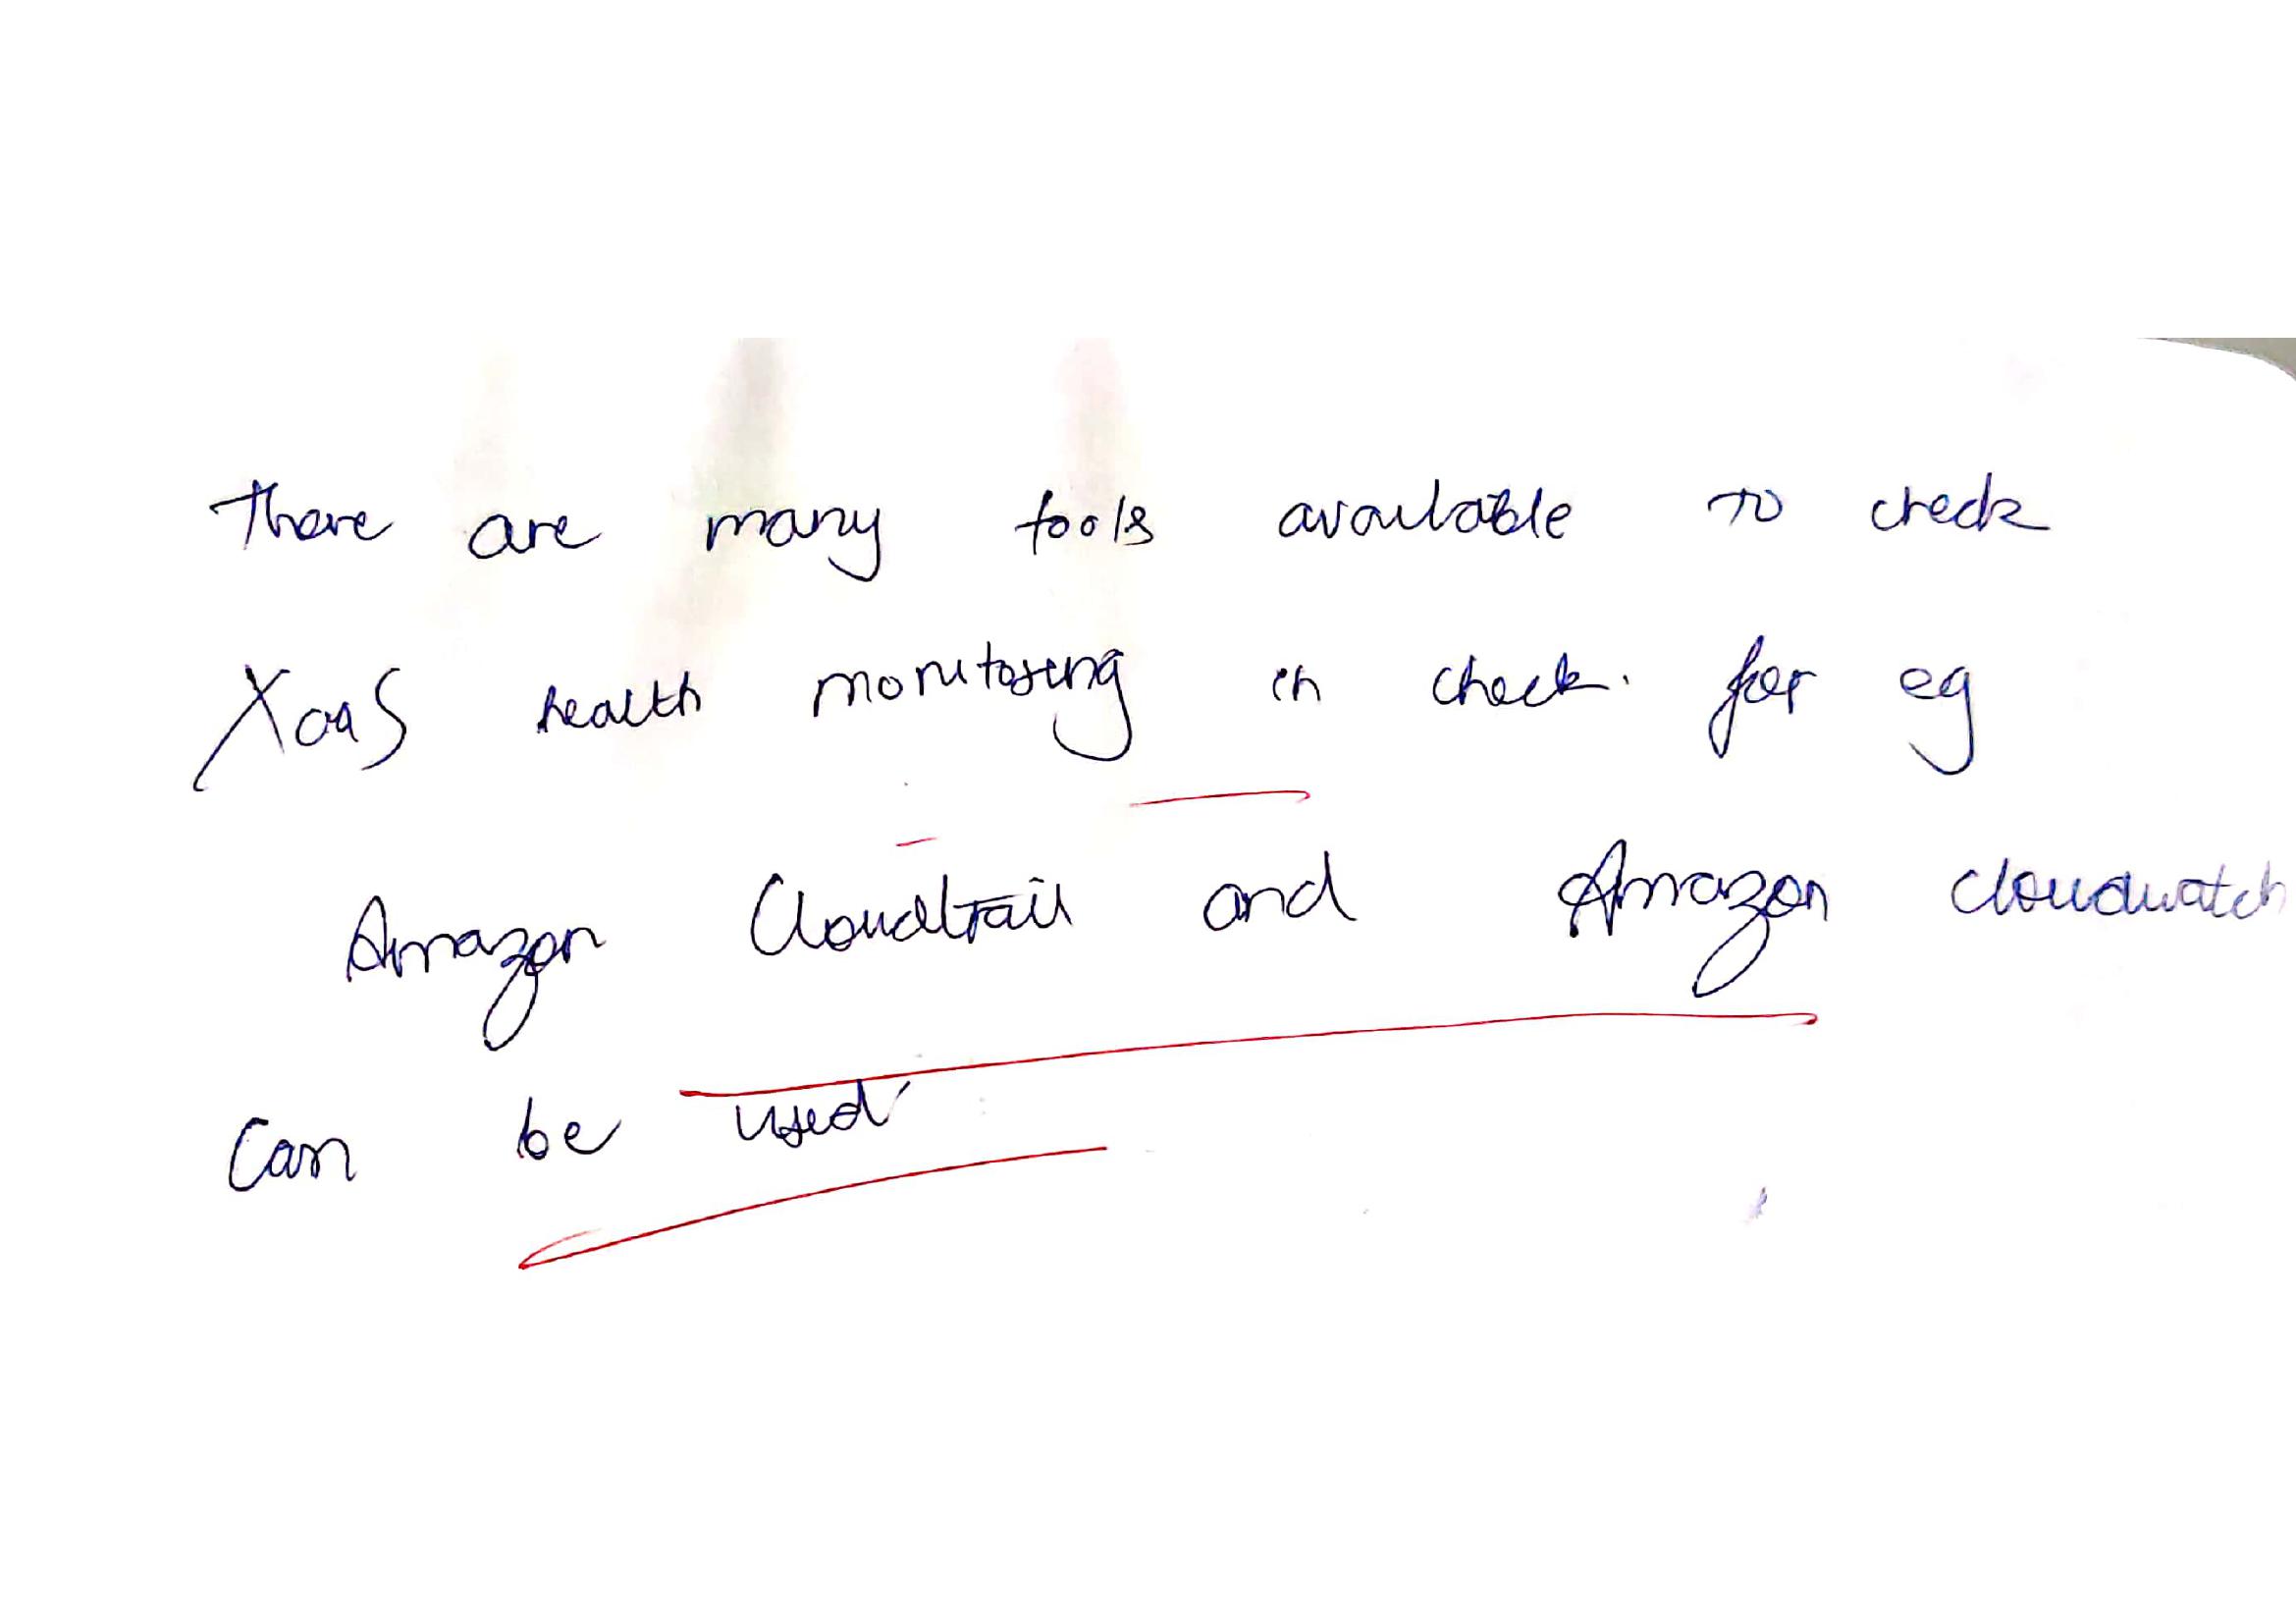 There are many tools available to check
XaaS health monitoring in check. for eg
Amazon Cloudtrail and Amazon cloudwatch
Can be used